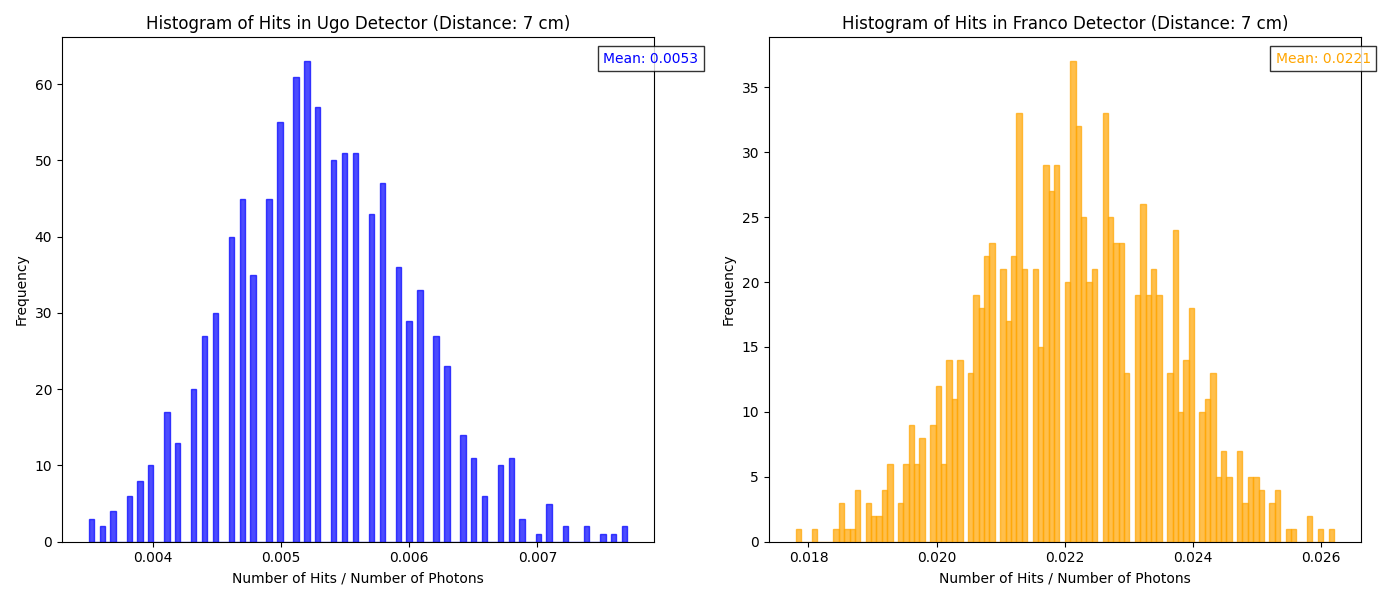 Histogram of Hits in Ugo Detector (Distance: 7 cm)
Mean: 0.0053
60
50
40
30
20
10
0
Frequency
0.004 0.005 0.006 0.007
Number of Hits / Number of Photons
Histogram of Hits in Franco Detector (Distance: 7 cm)
Mean: 0.0221
35
30
25
20
15
10
5
0
Frequency
0.018 0.020 0.022 0.024 0.026
Number of Hits / Number of Photons